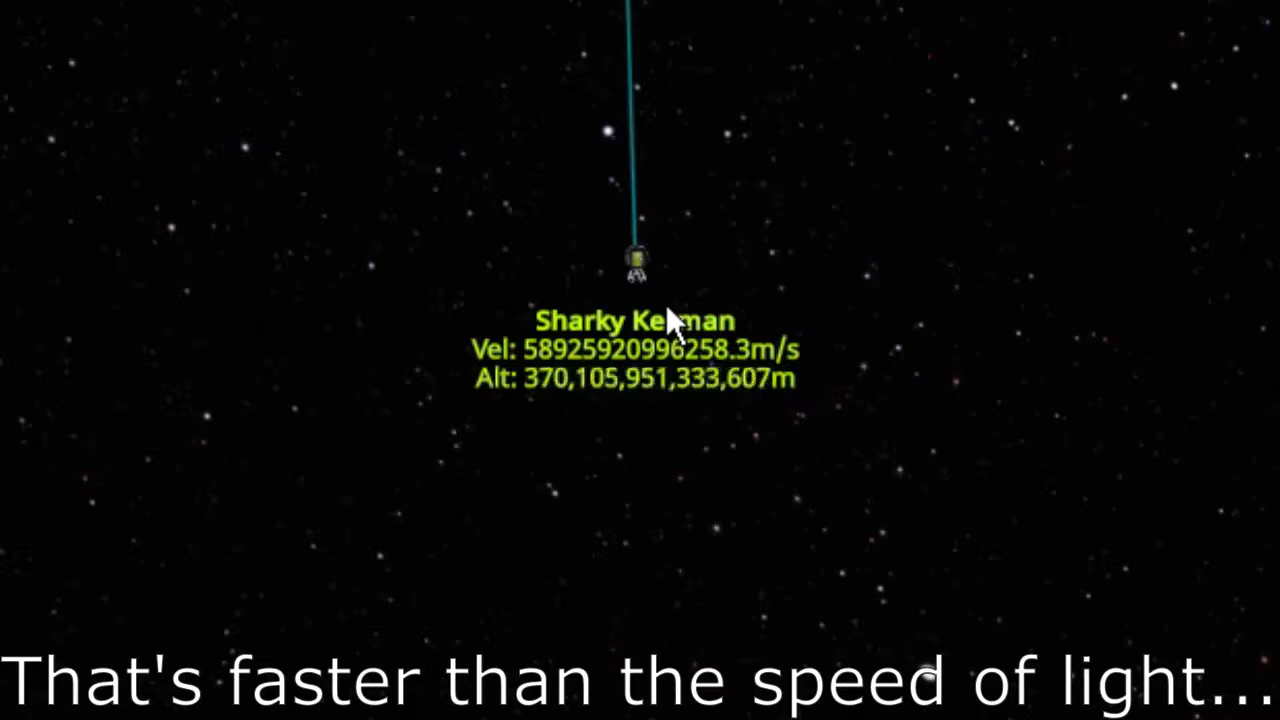 Sharky Kerman
Vel: 58925920996258.3m/s
Alt: 370,105,951,333,607m
That's faster than the speed of light...